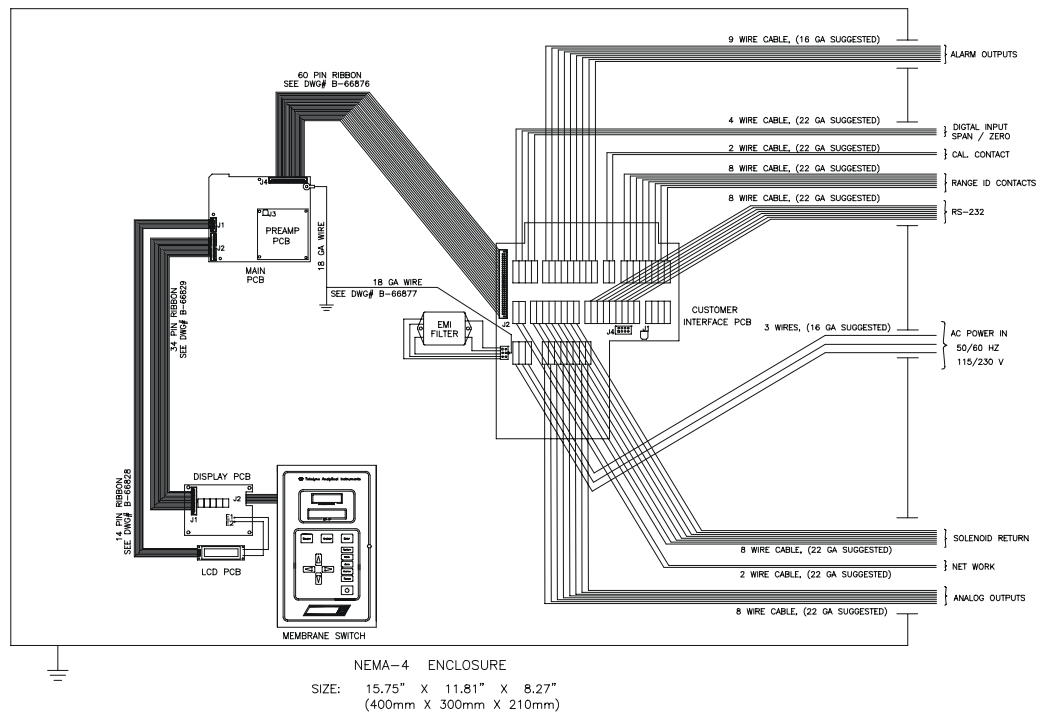 9 WIRE CABLE, (16 GA SUGGESTED)
ALARM OUTPUTS
60 PIN RIBBON
SEE DWG# B-66876
4 WIRE CABLE, (22 GA SUGGESTED)
DIGTAL INPUT
SPAN / ZERO
2 WIRE CABLE, (22 GA SUGGESTED)
CAL. CONTACT
8 WIRE CABLE, (22 GA SUGGESTED)
RANGE ID CONTACTS
8 WIRE CABLE, (22 GA SUGGESTED)
RS-232
J4
J3
J1
J2
PREAMP
PCB
MAIN
PCB
18 GA WIRE
18 GA WIRE
SEE DWG# B-66877
34 PIN RIBBON
SEE DWG# B-66829
EMI
FILTER
J2
J4
J1
CUSTOMER
INTERFACE PCB
3 WIRES, (16 GA SUGGESTED)
AC POWER IN
50/60 HZ
115/230 V
14 PIN RIBBON
SEE DWG# B-66828
DISPLAY PCB
J2
J1
LCD PCB
Teledyne Analytical Instruments
MEMBRANE SWITCH
SOLENOID RETURN
8 WIRE CABLE, (22 GA SUGGESTED)
NET WORK
2 WIRE CABLE, (22 GA SUGGESTED)
ANALOG OUTPUTS
8 WIRE CABLE, (22 GA SUGGESTED)
NEMA-4 ENCLOSURE
SIZE: 15.75" X 11.81" X 8.27"
(400mm X 300mm X 210mm)